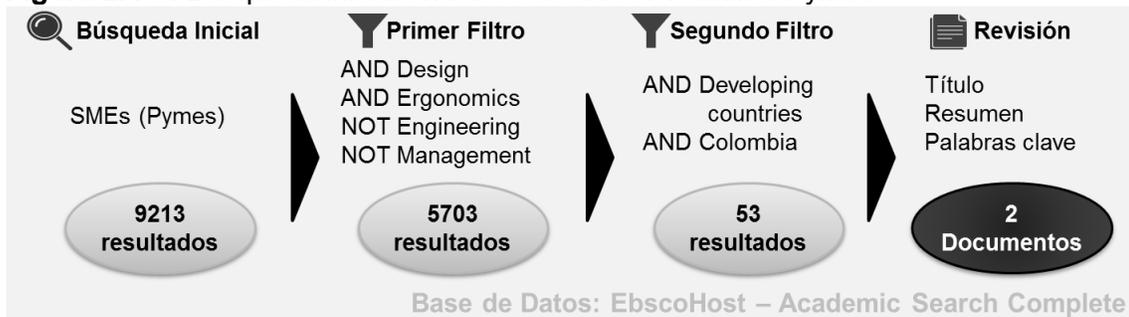 Búsqueda Inicial
SMEs (Pymes)
9213
resultados
Primer Filtro
AND Design
AND Ergonomics
NOT Engineering
NOT Management
5703
resultados
Segundo Filtro
AND Developing
countries
AND Colombia
53
resultados
Revisión
Título
Resumen
Palabras clave
2
Documentos
Base de Datos: EbscoHost – Academic Search Complete